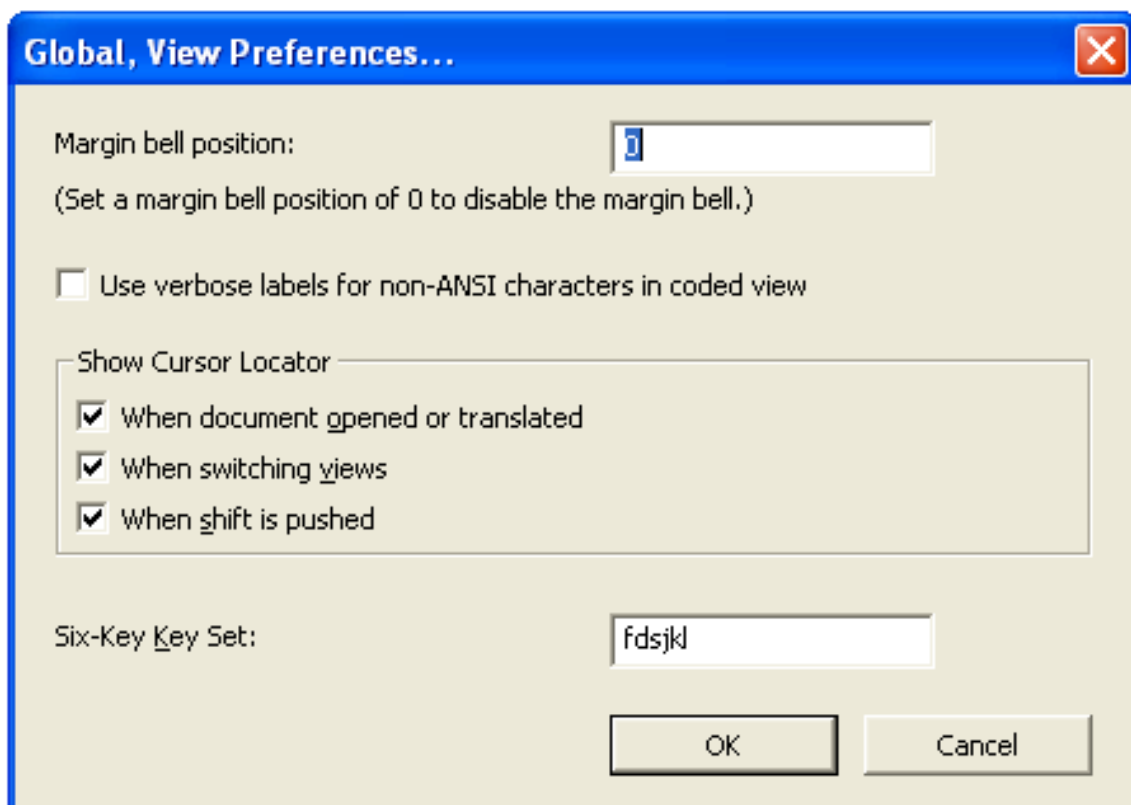 Global, View Preferences...
Margin bell position: 0
(Set a margin bell position of 0 to disable the margin bell.)
Use verbose labels for non-ANSI characters in coded view
Show Cursor Locator
When document opened or translated
When switching views
When shift is pushed
Six-Key Key Set: fdsjkl
OK Cancel